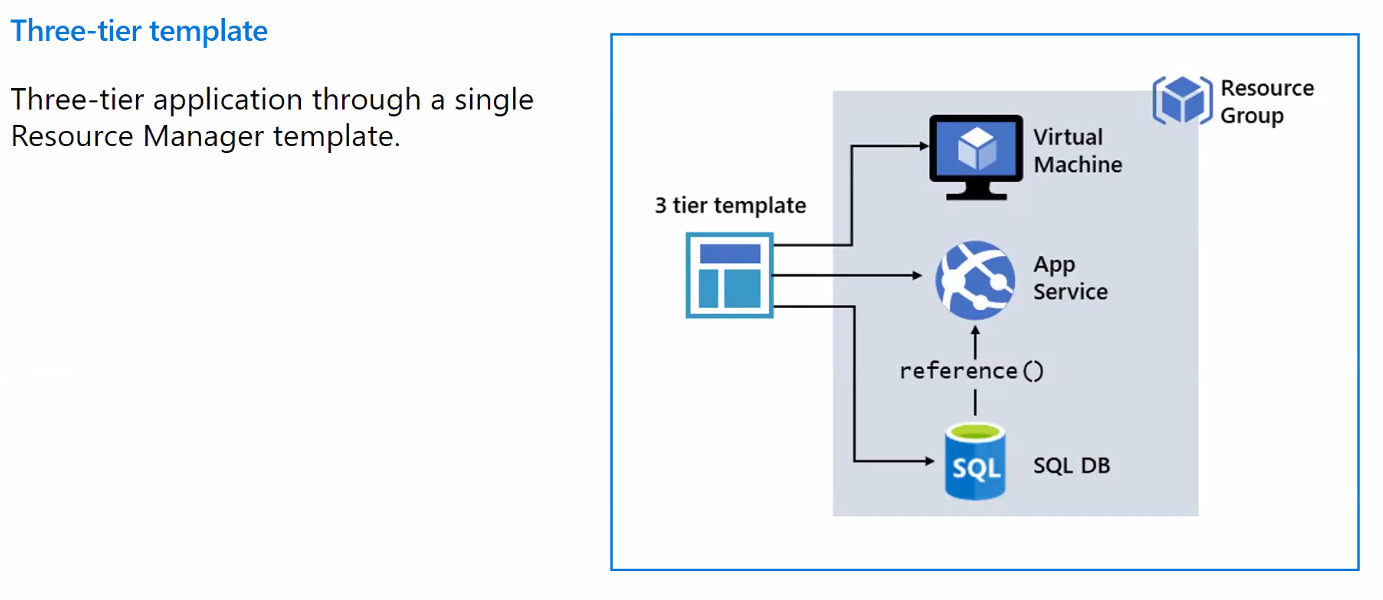 Three-tier template
Three-tier application through a single
Resource Manager template.
Resource
Group
Virtual
Machine
3 tier template
App
Service
reference()
SQL
SQL DB